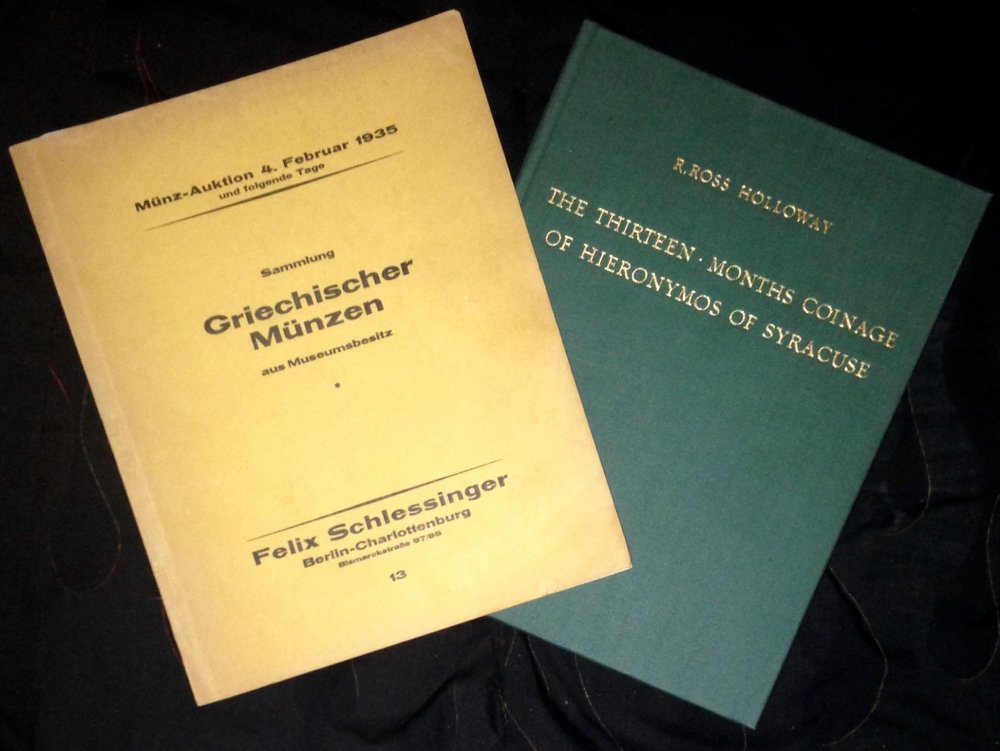 Münz-Auktion 4. Februar 1935
und folgende Tage
Sammlung
Griechischer
Münzen
aus Museumsbesitz
*
Felix Schlessinger
Berlin-Charlottenburg
Bismarckstraße 97/98
13
R. ROSS HOLLOWAY
THE THIRTEEN · MONTHS COINAGE
OF HIERONYMOS OF SYRACUSE